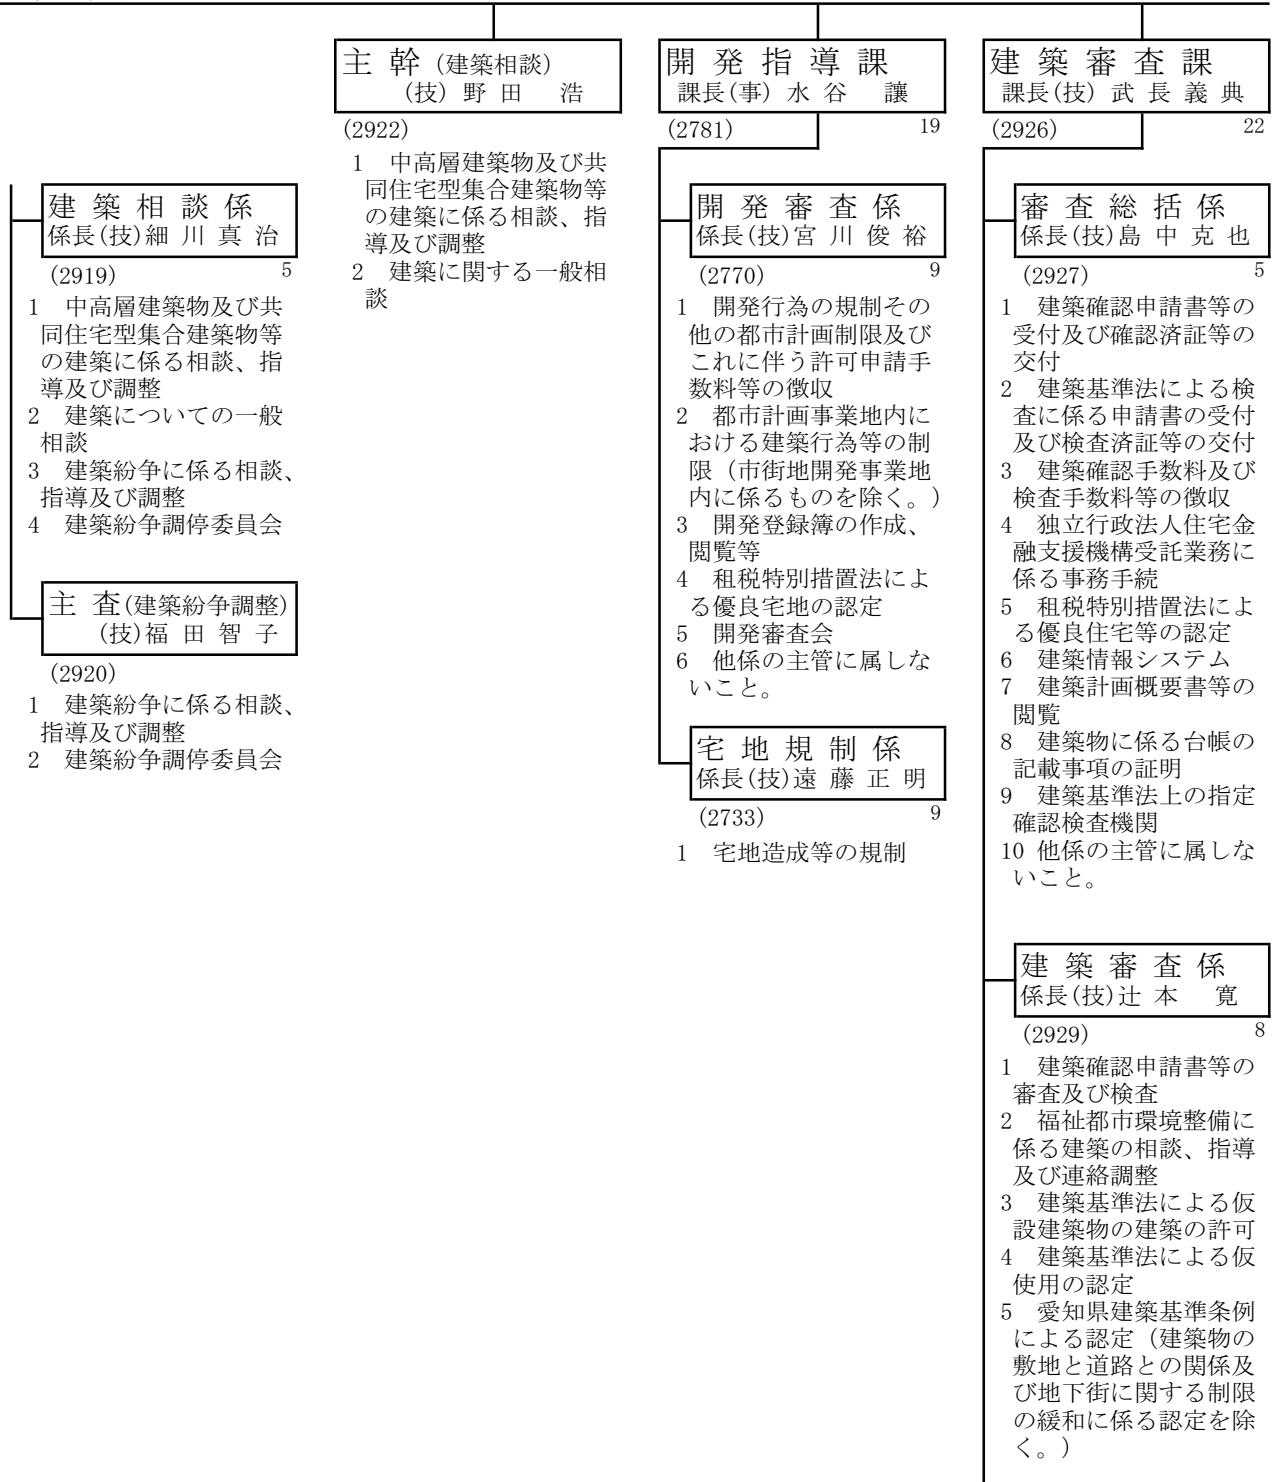 建築相談係
係長(技)細川真治
(2919) 5
1 中高層建築物及び共
同住宅型集合建築物等
の建築に係る相談、指
導及び調整
2 建築についての一般
相談
3 建築紛争に係る相談、
指導及び調整
4 建築紛争調停委員会
主査(建築紛争調整)
(技)福田智子
(2920)
1 建築紛争に係る相談、
指導及び調整
2 建築紛争調停委員会
主幹(建築相談)
(技)野田 浩
(2922)
1 中高層建築物及び共
同住宅型集合建築物等
の建築に係る相談、指
導及び調整
2 建築に関する一般相
談
開発指導課
課長(事)水谷 讓
(2781) 19
開発審査係
係長(技)宮川俊裕
(2770) 9
1 開発行為の規制その
他の都市計画制限及び
これに伴う許可申請手
数料等の徴収
2 都市計画事業地内に
おける建築行為等の制
限(市街地開発事業地
内に係るものを除く。)
3 開発登録簿の作成、
閲覧等
4 租税特別措置法によ
る優良宅地の認定
5 開発審査会
6 他係の主管に属しな
いこと。
宅地規制係
係長(技)遠藤正明
(2733) 9
1 宅地造成等の規制
建築審査課
課長(技)武長義典
(2926) 22
審査総括係
係長(技)島中克也
(2927) 5
1 建築確認申請書等の
受付及び確認済証等の
交付
2 建築基準法による検
査に係る申請書の受付
及び検査済証等の交付
3 建築確認手数料及び
検査手数料等の徴収
4 独立行政法人住宅金
融支援機構受託業務に
係る事務手続
5 租税特別措置法によ
る優良住宅等の認定
6 建築情報システム
7 建築計画概要書等の
閲覧
8 建築物に係る台帳の
記載事項の証明
9 建築基準法上の指定
確認検査機関
10 他係の主管に属しな
いこと。
建築審査係
係長(技)辻本 寛
(2929) 8
1 建築確認申請書等の
審査及び検査
2 福祉都市環境整備に
係る建築の相談、指導
及び連絡調整
3 建築基準法による仮
設建築物の建築の許可
4 建築基準法による仮
使用の認定
5 愛知県建築基準条例
による認定(建築物の
敷地と道路との関係及
び地下街に関する制限
の緩和に係る認定を除
く。)